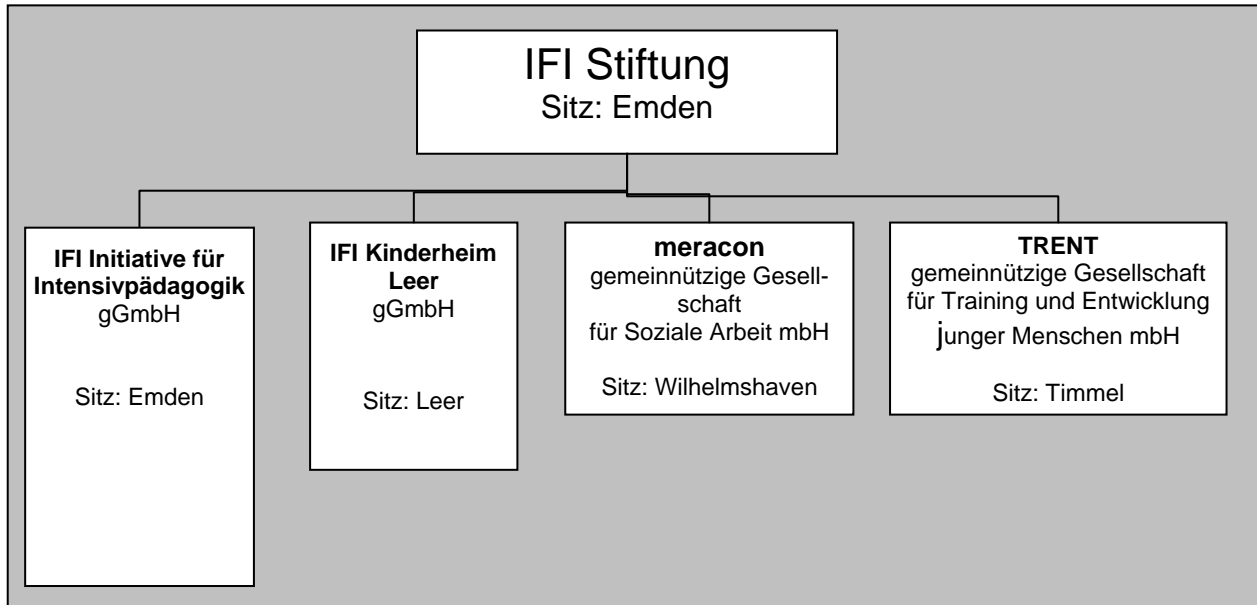 IFI Stiftung
Sitz: Emden
IFI Initiative für
Intensivpädagogik
gGmbH
Sitz: Emden
IFI Kinderheim
Leer
gGmbH
Sitz: Leer
meracon
gemeinnützige Gesell-
schaft
für Soziale Arbeit mbH
Sitz: Wilhelmshaven
TRENT
gemeinnützige Gesellschaft
für Training und Entwicklung
junger Menschen mbH
Sitz: Timmel